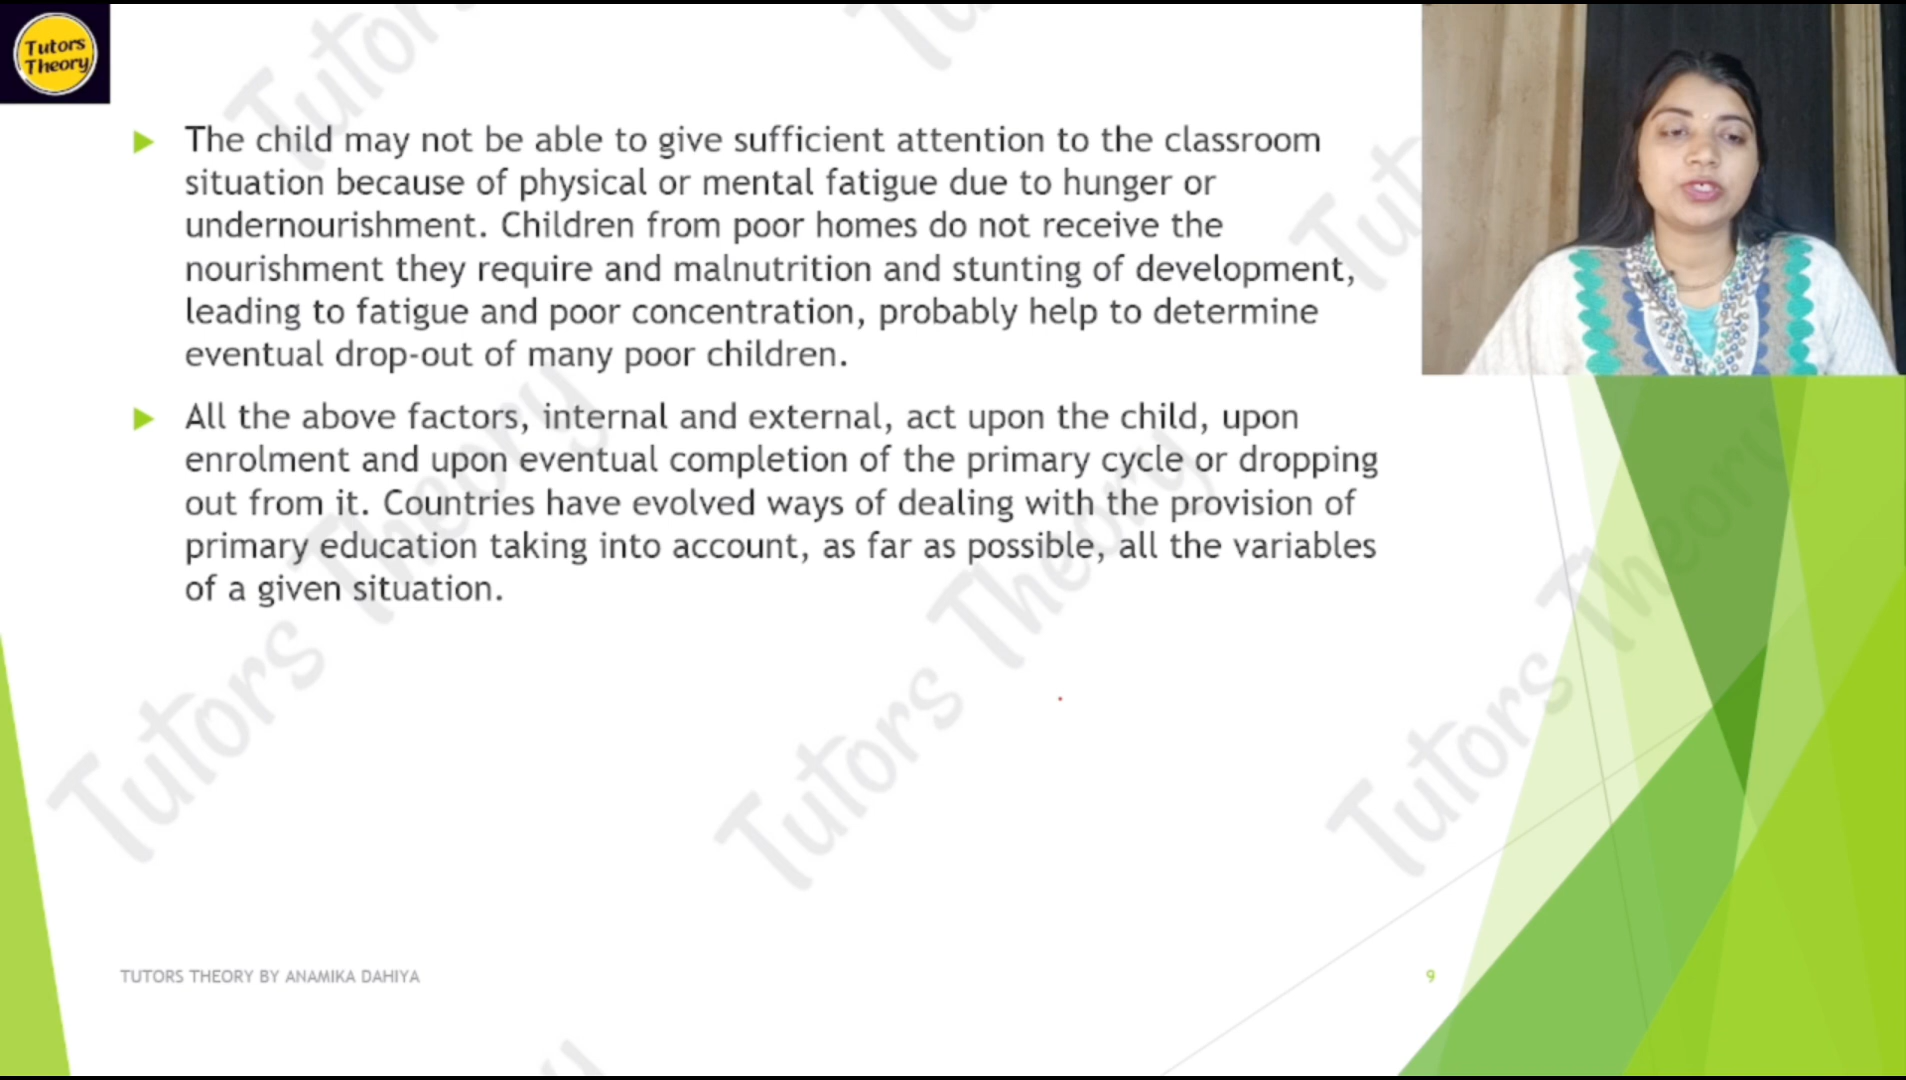 Tutors
Theory
The child may not be able to give sufficient attention to the classroom
situation because of physical or mental fatigue due to hunger or
undernourishment. Children from poor homes do not receive the
nourishment they require and malnutrition and stunting of development,
leading to fatigue and poor concentration, probably help to determine
eventual drop-out of many poor children.
All the above factors, internal and external, act upon the child, upon
enrolment and upon eventual completion of the primary cycle or dropping
out from it. Countries have evolved ways of dealing with the provision of
primary education taking into account, as far as possible, all the variables
of a given situation.
Tutors Theory
Tutors Theory
Tutors Theory
TUTORS THEORY BY ANAMIKA DAHIYA
9